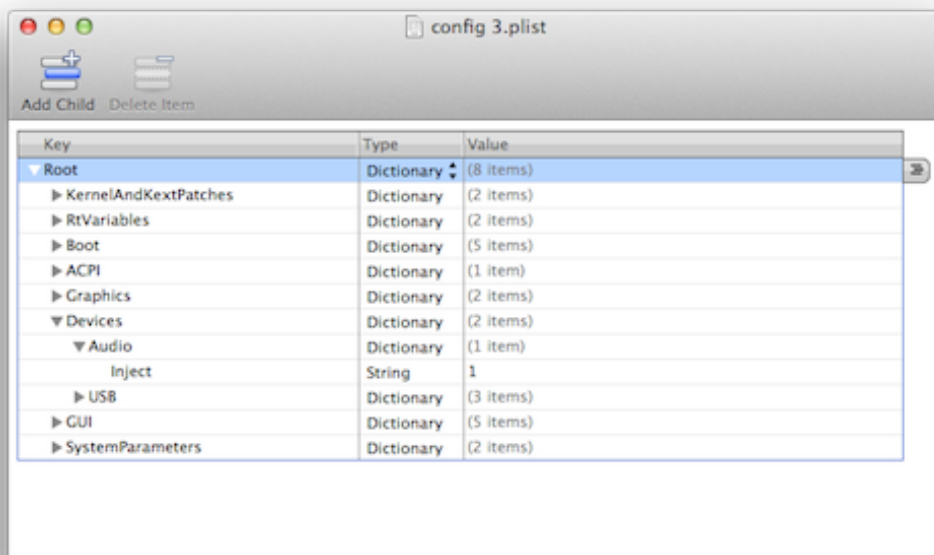 config 3.plist
Add Child Delete Item
Key Type Value
Root Dictionary (8 items)
KernelAndKextPatches Dictionary (2 items)
RtVariables Dictionary (2 items)
Boot Dictionary (5 items)
ACPI Dictionary (1 item)
Graphics Dictionary (2 items)
Devices Dictionary (2 items)
Audio Dictionary (1 item)
Inject String 1
USB Dictionary (3 items)
GUI Dictionary (5 items)
SystemParameters Dictionary (2 items)